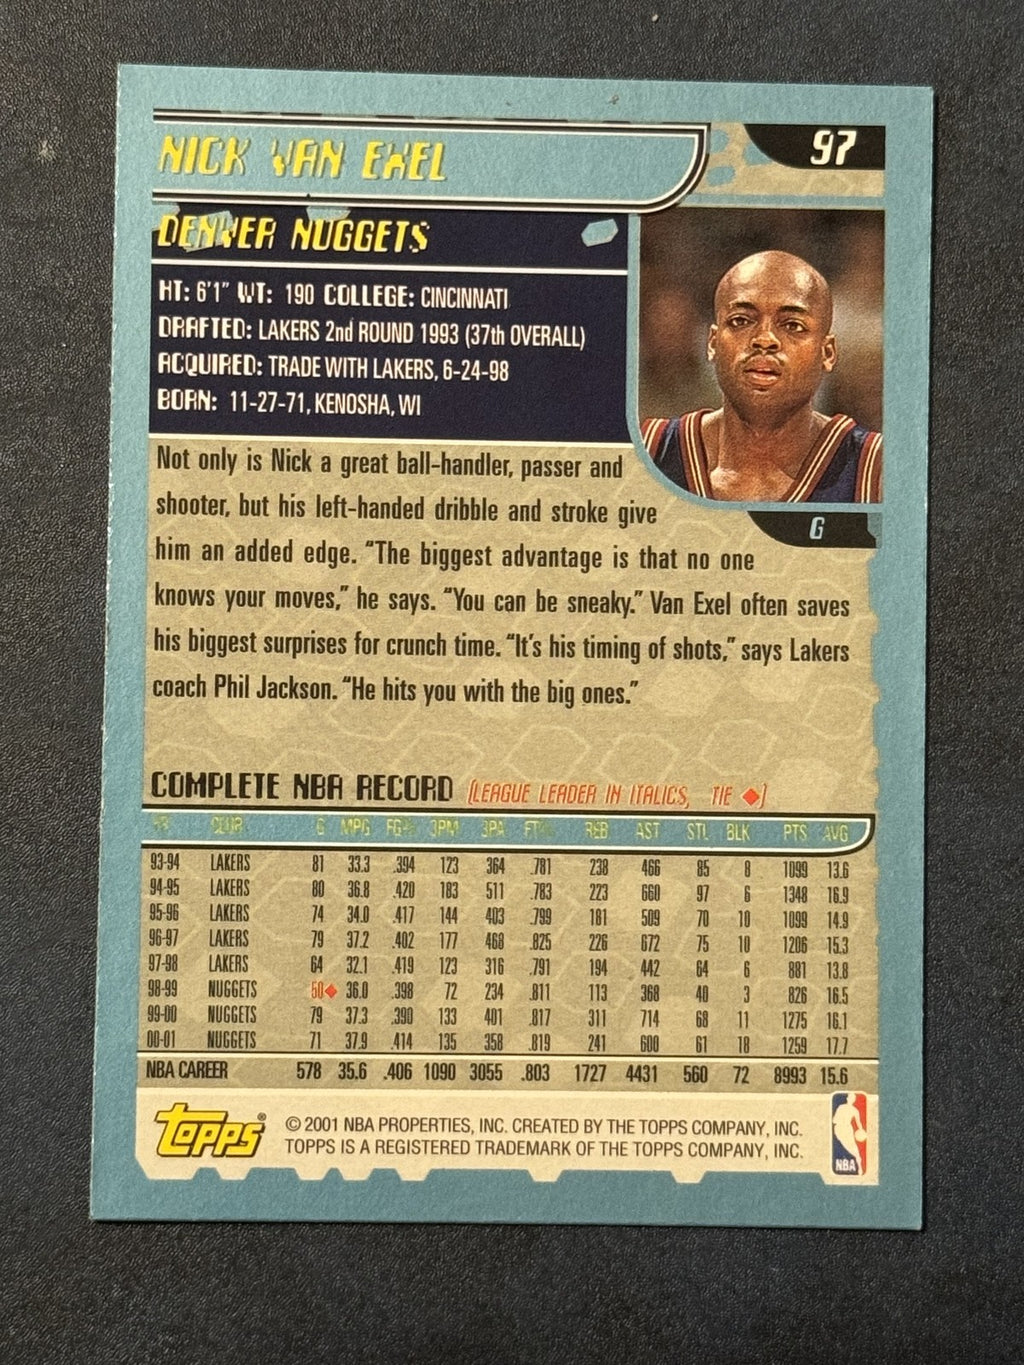 NICK VAN EXEL
97
DENVER NUGGETS
HT: 6'1" WT: 190 COLLEGE: CINCINNATI
DRAFTED: LAKERS 2nd ROUND 1993 (37th OVERALL)
ACQUIRED: TRADE WITH LAKERS, 6-24-98
BORN: 11-27-71, KENOSHA, WI
G
Not only is Nick a great ball-handler, passer and
shooter, but his left-handed dribble and stroke give
him an added edge. "The biggest advantage is that no one
knows your moves," he says. "You can be sneaky." Van Exel often saves
his biggest surprises for crunch time. "It's his timing of shots," says Lakers
coach Phil Jackson. "He hits you with the big ones."
COMPLETE NBA RECORD (LEAGUE LEADER IN ITALICS, TIE ◆)
YR CLUB G MPG FG% 3PM 3PA FT% REB AST STL BLK PTS AVG
93-94 LAKERS 81 33.3 .394 123 364 .781 238 466 85 8 1099 13.6
94-95 LAKERS 80 36.8 .420 183 511 .783 223 660 97 6 1348 16.9
95-96 LAKERS 74 34.0 .417 144 403 .799 181 509 70 10 1099 14.9
96-97 LAKERS 79 37.2 .402 177 468 .825 226 672 75 10 1206 15.3
97-98 LAKERS 64 32.1 .419 123 316 .791 194 442 64 6 881 13.8
98-99 NUGGETS 50◆ 36.0 .398 72 234 .811 113 368 40 3 826 16.5
99-00 NUGGETS 79 37.3 .390 133 401 .817 311 714 68 11 1275 16.1
00-01 NUGGETS 71 37.9 .414 135 358 .819 241 600 61 18 1259 17.7
NBA CAREER 578 35.6 .406 1090 3055 .803 1727 4431 560 72 8993 15.6
Topps®
© 2001 NBA PROPERTIES, INC. CREATED BY THE TOPPS COMPANY, INC.
TOPPS IS A REGISTERED TRADEMARK OF THE TOPPS COMPANY, INC.
NBA